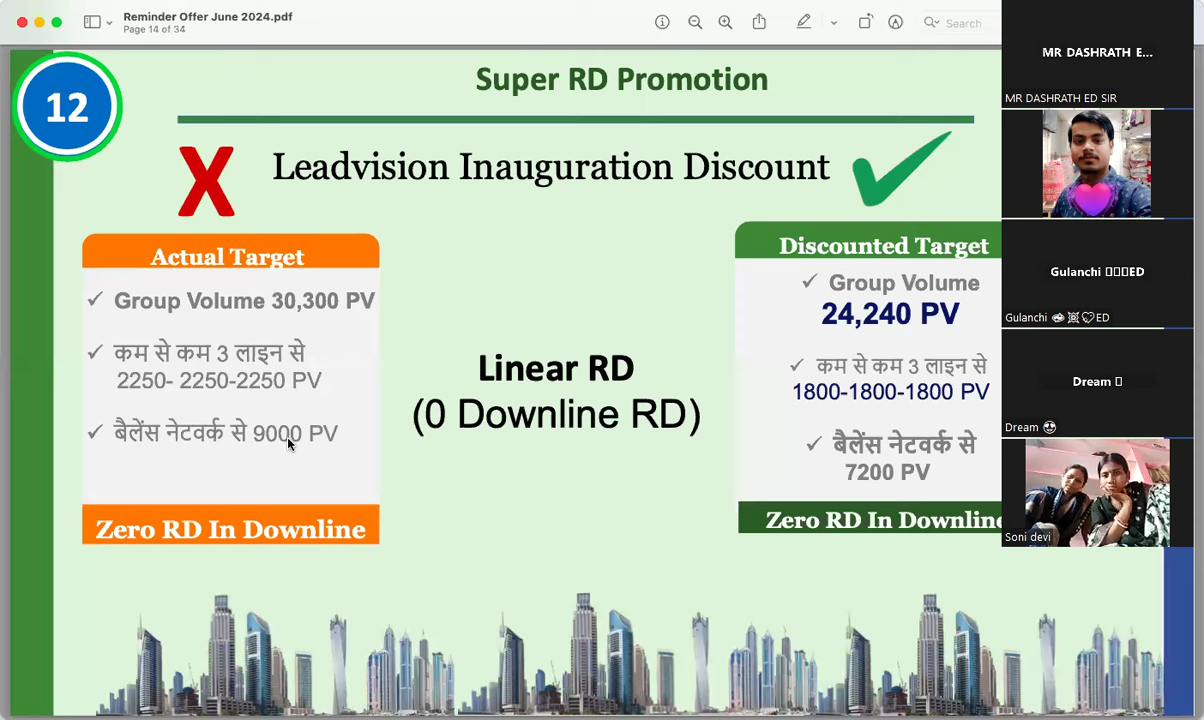 Reminder Offer June 2024.pdf
Page 14 of 34
Search
12
Super RD Promotion
X
Leadvision Inauguration Discount
Actual Target
Group Volume 30,300 PV
कम से कम 3 लाइन से
2250- 2250-2250 PV
बैलेंस नेटवर्क से 9000 PV
Zero RD In Downline
Linear RD
(0 Downline RD)
Discounted Target
Group Volume
24,240 PV
कम से कम 3 लाइन से
1800-1800-1800 PV
बैलेंस नेटवर्क से
7200 PV
Zero RD In Downline
MR DASHRATH E...
MR DASHRATH ED SIR
Gulanchi ED
Gulanchi ED
Dream
Dream
Soni devi